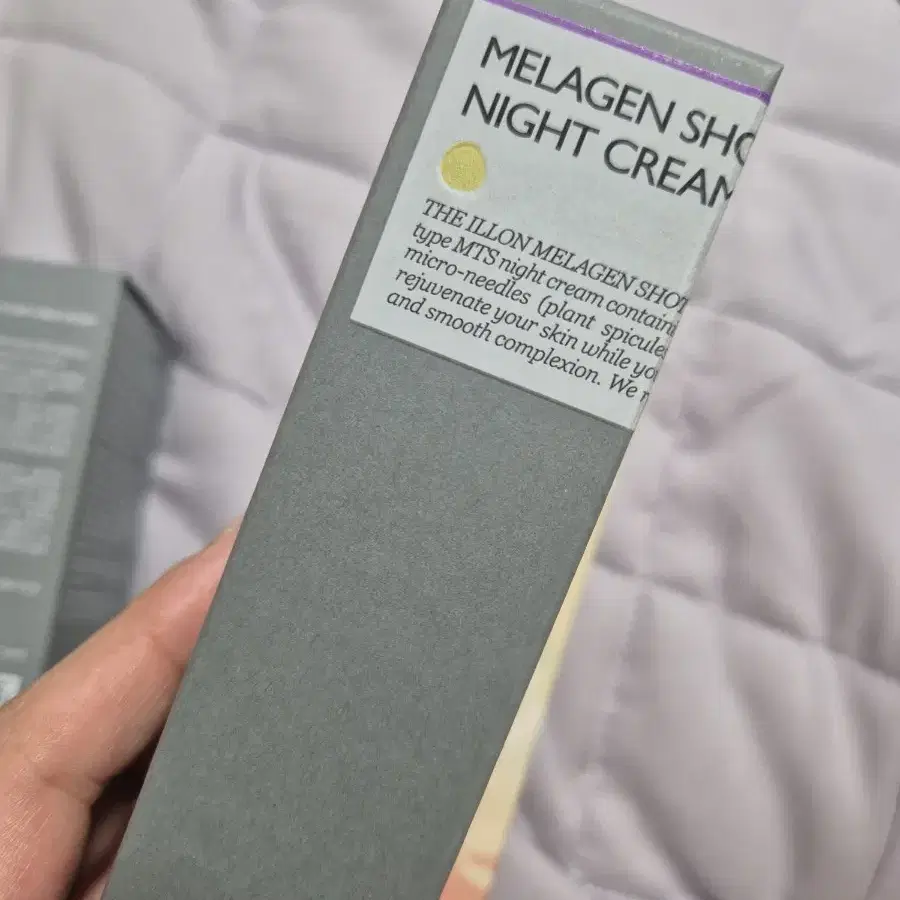 MELAGEN SHO
NIGHT CREAM
THE ILLON MELAGEN SHOT
type MTS night cream contain
micro-needles (plant spicule
rejuvenate your skin while yo
and smooth complexion. We r